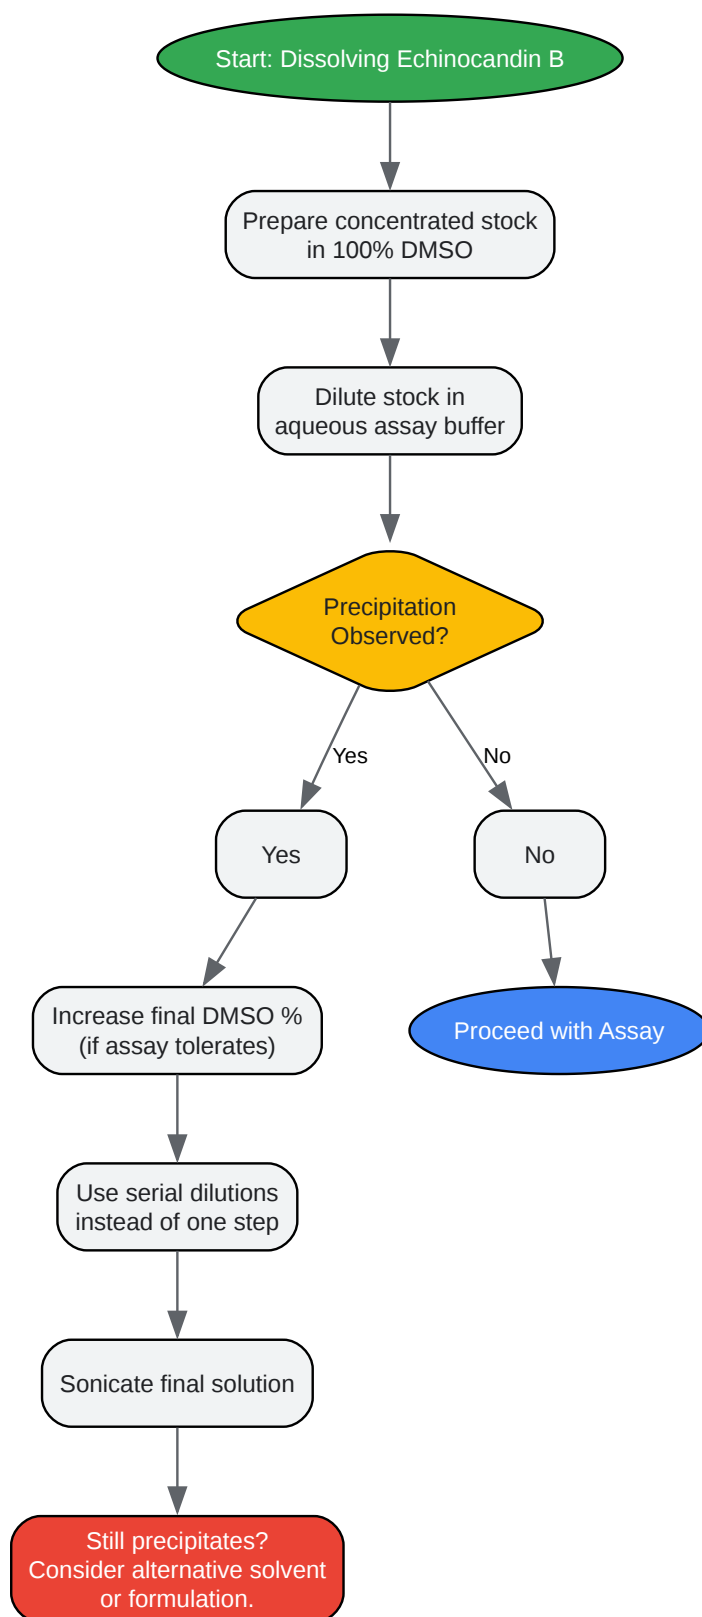 Start: Dissolving Echinocandin B
Prepare concentrated stock
in 100% DMSO
Dilute stock in
aqueous assay buffer
Precipitation
Observed?
Yes
No
Yes
No
Increase final DMSO %
(if assay tolerates)
Proceed with Assay
Use serial dilutions
instead of one step
Sonicate final solution
Still precipitates?
Consider alternative solvent
or formulation.